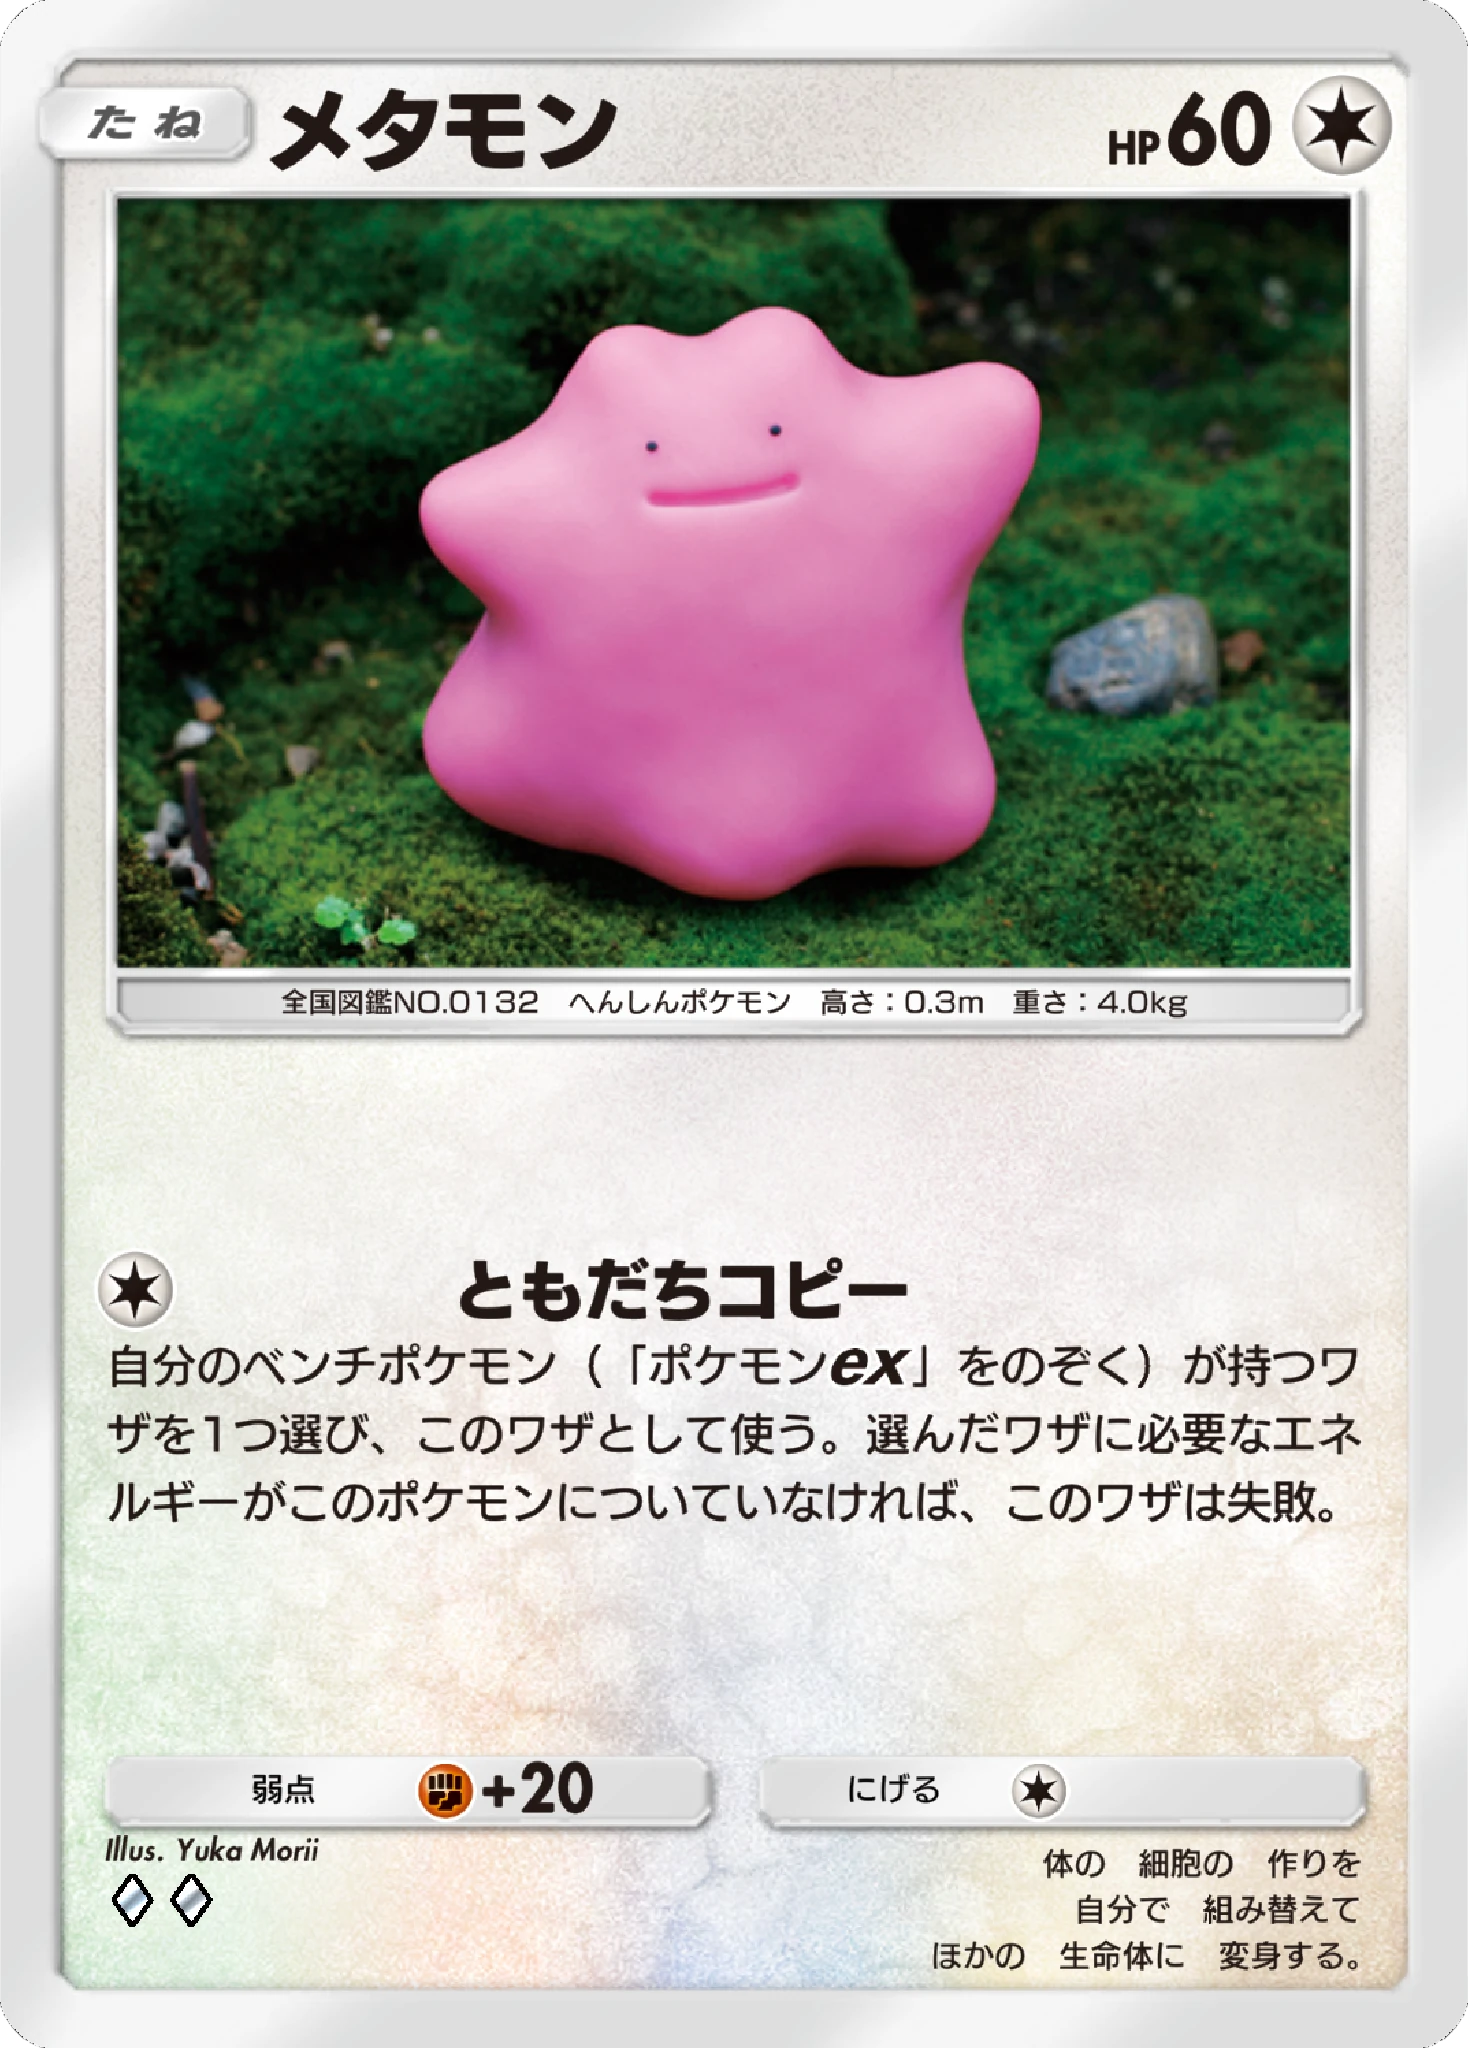 たね メタモン HP60
全国図鑑NO.0132 へんしんポケモン 高さ：0.3m 重さ：4.0kg
ともだちコピー
自分のベンチポケモン（「ポケモンex」をのぞく）が持つワ
ザを1つ選び、このワザとして使う。選んだワザに必要なエネ
ルギーがこのポケモンについていなければ、このワザは失敗。
弱点 +20 にげる
Illus. Yuka Morii
体の 細胞の 作りを
自分で 組み替えて
ほかの 生命体に 変身する。